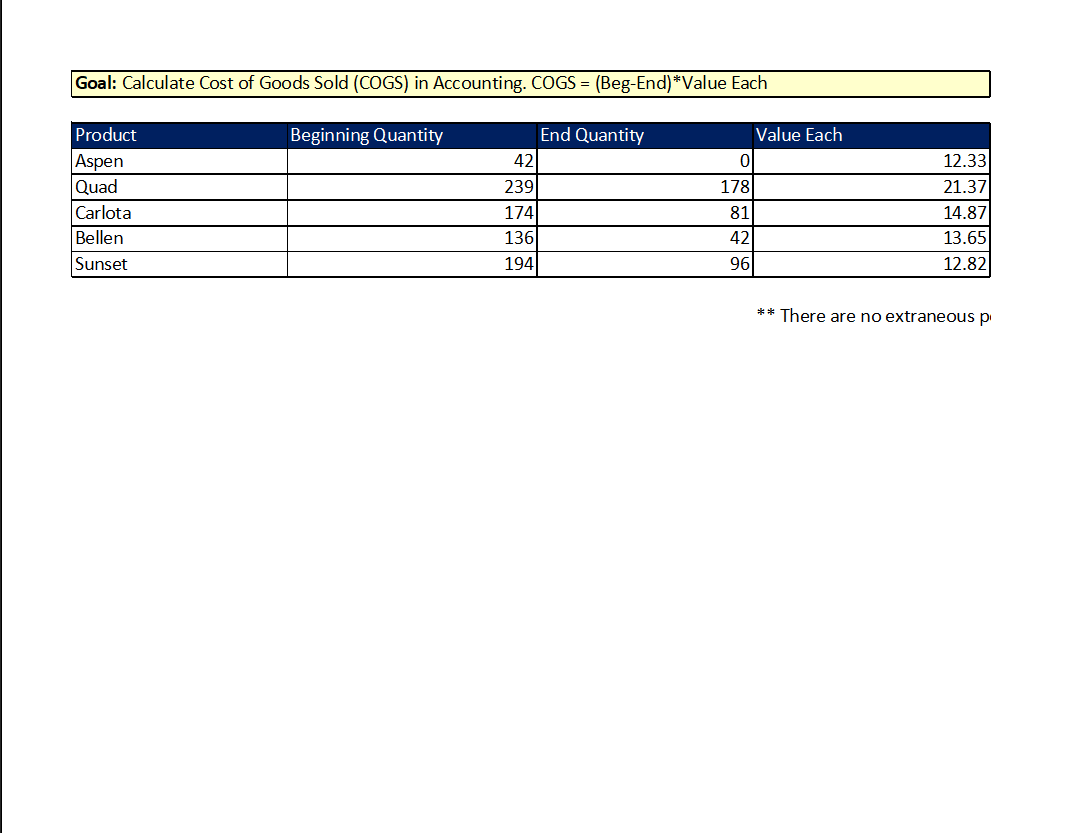 Goal: Calculate Cost of Goods Sold (COGS) in Accounting. COGS = (Beg-End)*Value Each
Product Beginning Quantity End Quantity Value Each
Aspen 42 0 12.33
Quad 239 178 21.37
Carlota 174 81 14.87
Bellen 136 42 13.65
Sunset 194 96 12.82
** There are no extraneous